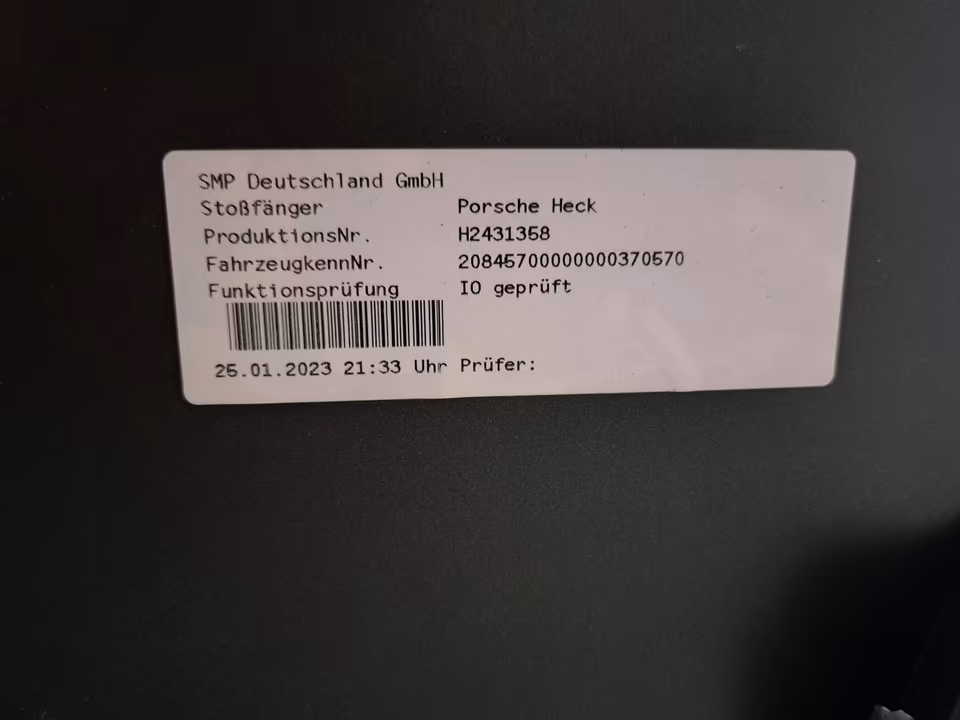 SMP Deutschland GmbH
Stoßfänger Porsche Heck
ProduktionsNr. H2431358
FahrzeugkennNr. 20845700000000370570
Funktionsprüfung IO geprüft
25.01.2023 21:33 Uhr Prüfer: